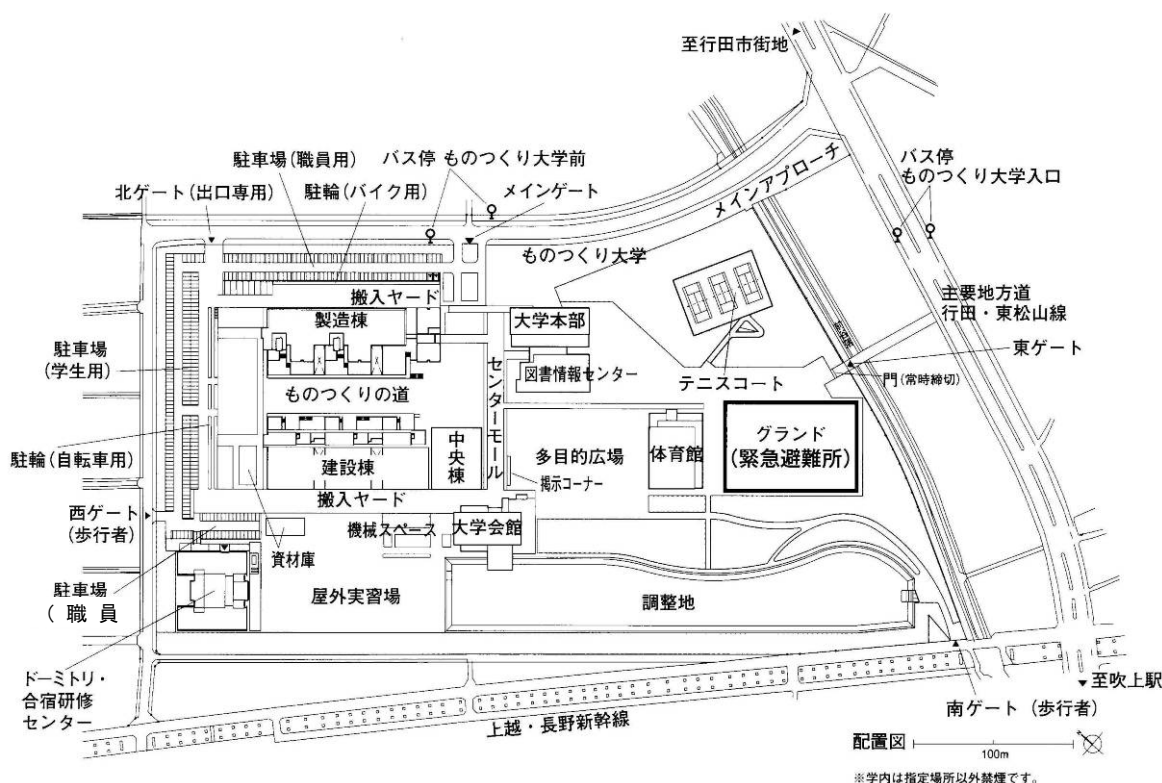 至行田市街地
バス停
ものつくり大学入口
駐車場(職員用)
バス停 ものつくり大学前
北ゲート(出口専用)
駐輪(バイク用)
メインゲート
メインアプローチ
ものつくり大学
主要地方道
行田・東松山線
搬入ヤード
製造棟
大学本部
東ゲート
門(常時締切)
駐車場
(学生用)
図書情報センター
テニスコート
ものつくりの道
センターモール
グランド
(緊急避難所)
駐輪(自転車用)
建設棟
中央棟
多目的広場
体育館
掲示コーナー
搬入ヤード
西ゲート
(歩行者)
機械スペース
大学会館
資材庫
駐車場
( 職 員
屋外実習場
調整池
ドーミトリ・
合宿研修
センター
至吹上駅
上越・長野新幹線
南ゲート (歩行者)
配置図
100m
※学内は指定場所以外禁煙です。